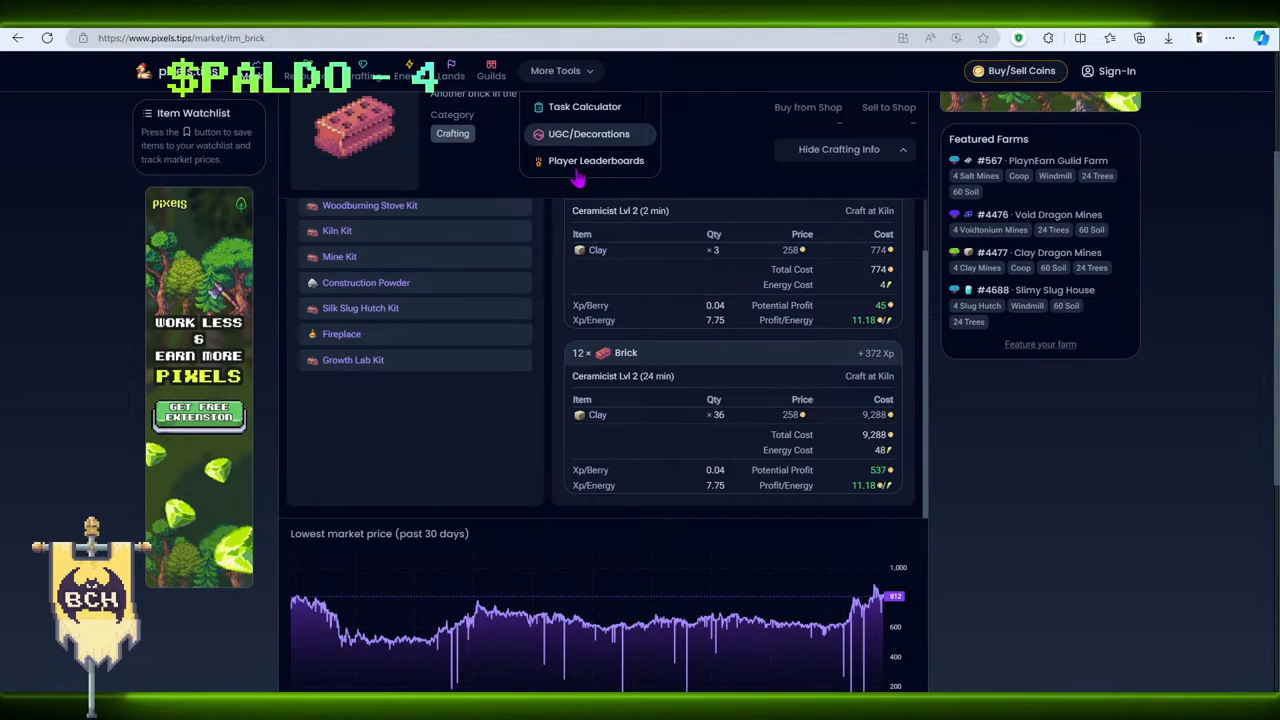 https://www.pixels.tips/market/itm_brick
pixels.tips
$PALDO-4
Lands
Guilds
More Tools
Buy/Sell Coins
Sign-In
Item Watchlist
Press the button to save
items to your watchlist and
track market prices.
Another brick in the
Category
Crafting
Task Calculator
UGC/Decorations
Player Leaderboards
Buy from Shop
Sell to Shop
–
–
Hide Crafting Info
Woodburning Stove Kit
Kiln Kit
Mine Kit
Construction Powder
Silk Slug Hutch Kit
Fireplace
Growth Lab Kit
Ceramicist Lvl 2 (2 min)
Craft at Kiln
Item Qty Price Cost
Clay × 3 258 774
Total Cost 774
Energy Cost 4
Xp/Berry 0.04 Potential Profit 45
Xp/Energy 7.75 Profit/Energy 11.18
12 × Brick + 372 Xp
Ceramicist Lvl 2 (24 min)
Craft at Kiln
Item Qty Price Cost
Clay × 36 258 9,288
Total Cost 9,288
Energy Cost 48
Xp/Berry 0.04 Potential Profit 537
Xp/Energy 7.75 Profit/Energy 11.18
Featured Farms
#567 · PlaynEarn Guild Farm
4 Salt Mines Coop Windmill 24 Trees
60 Soil
#4476 · Void Dragon Mines
4 Voidtonium Mines 24 Trees 60 Soil
#4477 · Clay Dragon Mines
4 Clay Mines Coop 60 Soil 24 Trees
#4688 · Slimy Slug House
4 Slug Hutch Windmill 60 Soil
24 Trees
Feature your farm
PIXELS
WORK LESS
&
EARN MORE
PIXELS
GET FREE
EXTENSION
BCH
Lowest market price (past 30 days)
1,000
812
600
400
200